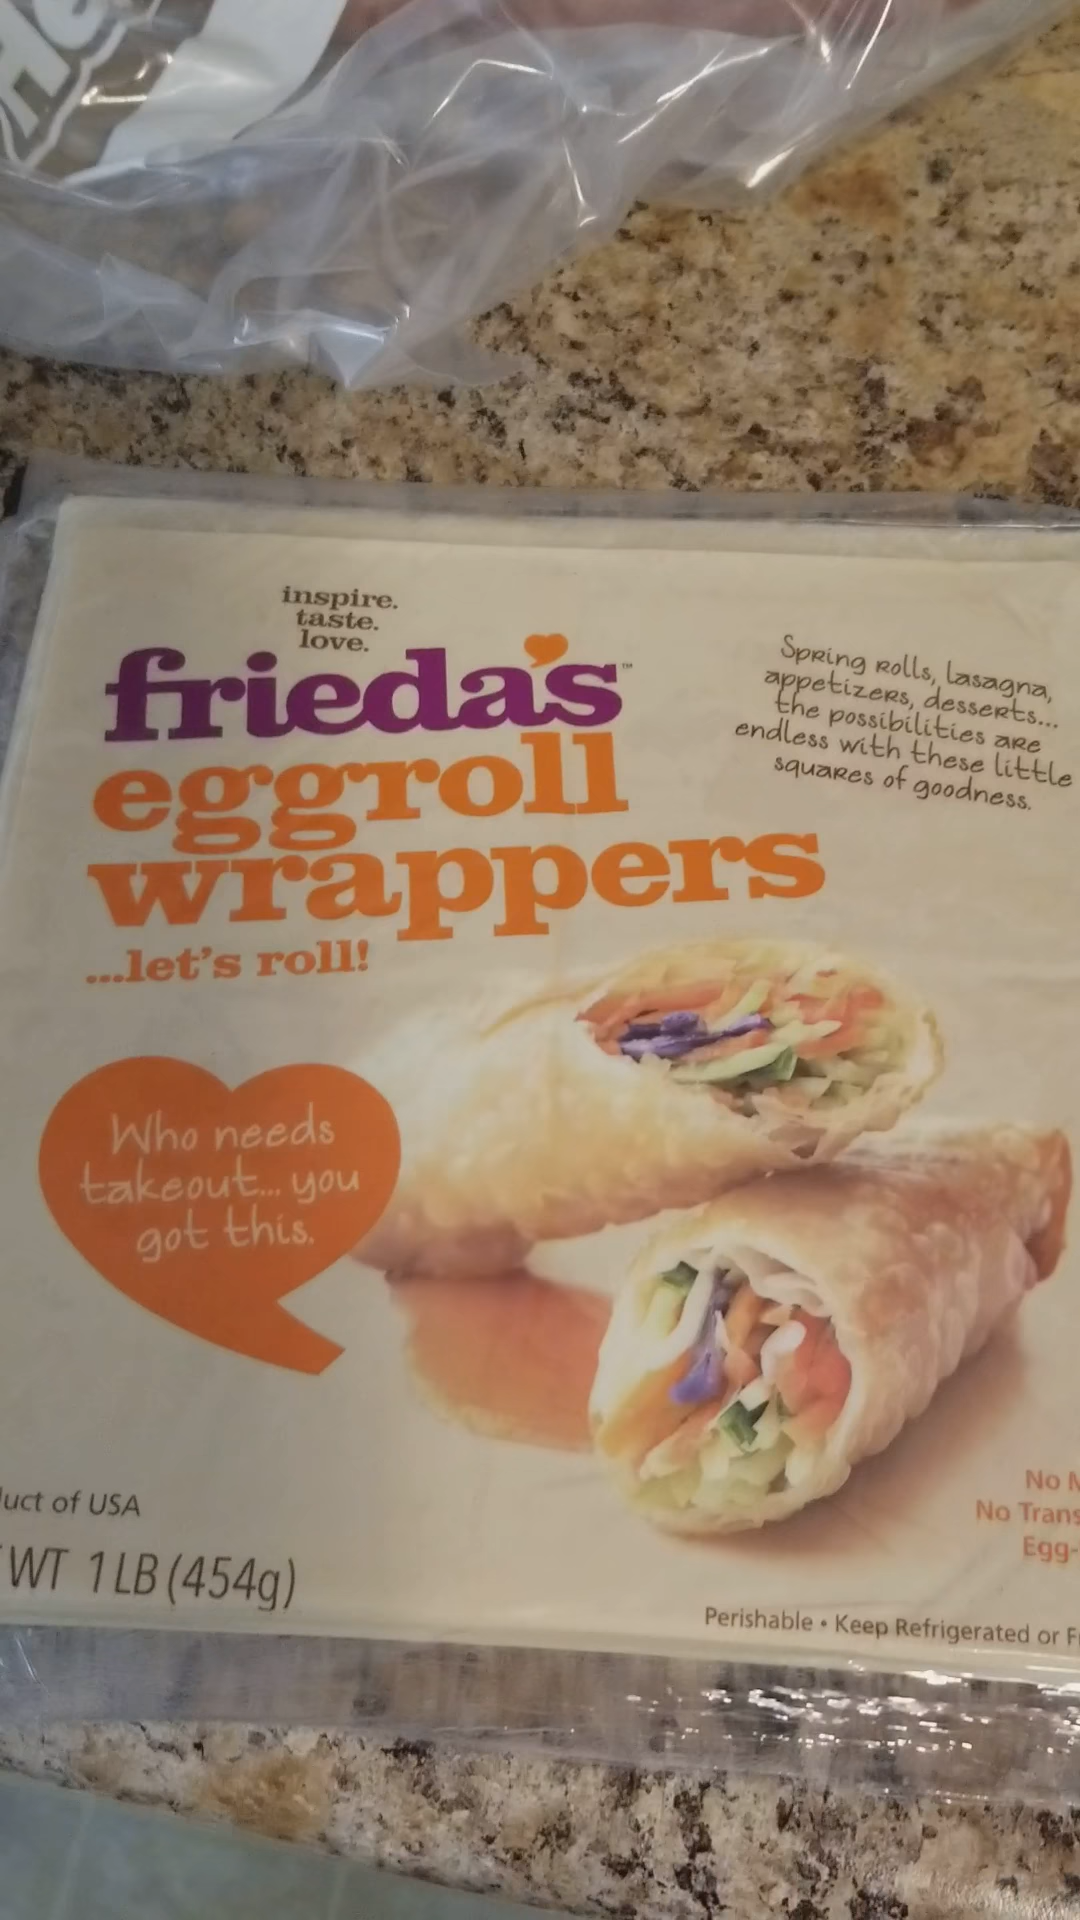 inspire.
taste.
love.
frieda's™
eggroll
wrappers
...let's roll!
Spring rolls, lasagna,
appetizers, desserts...
the possibilities are
endless with these little
squares of goodness.
Who needs
takeout... you
got this.
of USA
WT 1 LB (454g)
No
No Trans
Egg-
Perishable • Keep Refrigerated or